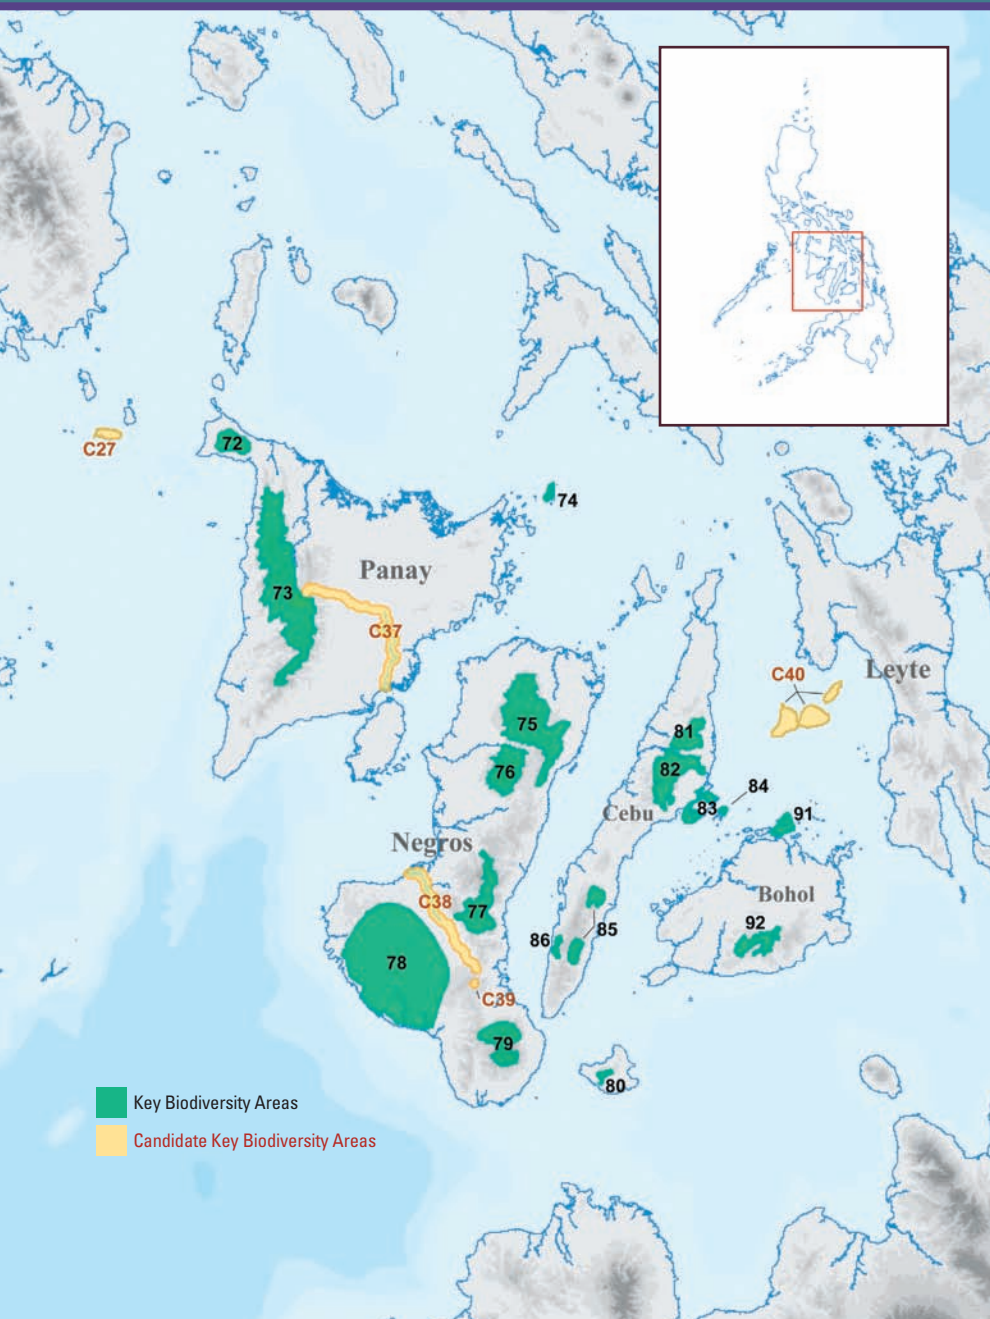 C27
72
74
Panay
73
C37
Leyte
C40
75
81
76
82
84
83
Cebu
91
Negros
Bohol
C38
77
92
85
86
78
C39
79
80
Key Biodiversity Areas
Candidate Key Biodiversity Areas